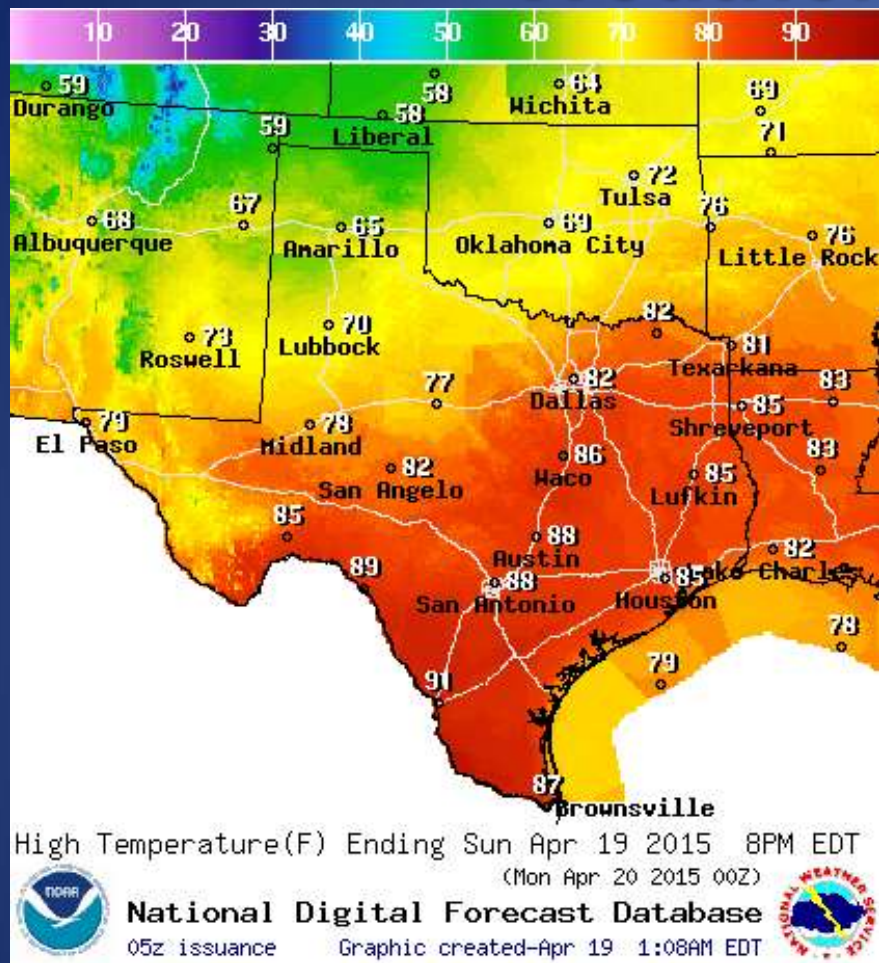 10 20 30 40 50 60 70 80 90
59 58 64 69
Durango Wichita
58 71
Liberal
59
72
Tulsa
68 67 65 69 76 76
Albuquerque Amarillo Oklahoma City Little Rock
73 70 82 81
Roswell Lubbock Texarkana
77 82 85 83
Dallas
79 78 Shreveport
El Paso Midland
82 86 85 83
San Angelo Waco Lufkin
85 88 82
Austin
89 88 85 Lake Charles
San Antonio Houston
78
91 79
87
Brownsville
High Temperature(F) Ending Sun Apr 19 2015 8PM EDT
(Mon Apr 20 2015 00Z)
NOAA
NATIONAL WEATHER SERVICE
National Digital Forecast Database
05z issuance Graphic created-Apr 19 1:08AM EDT